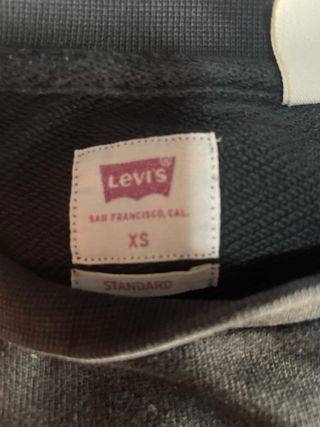 Levi's®
SAN FRANCISCO, CAL.
XS
STANDARD